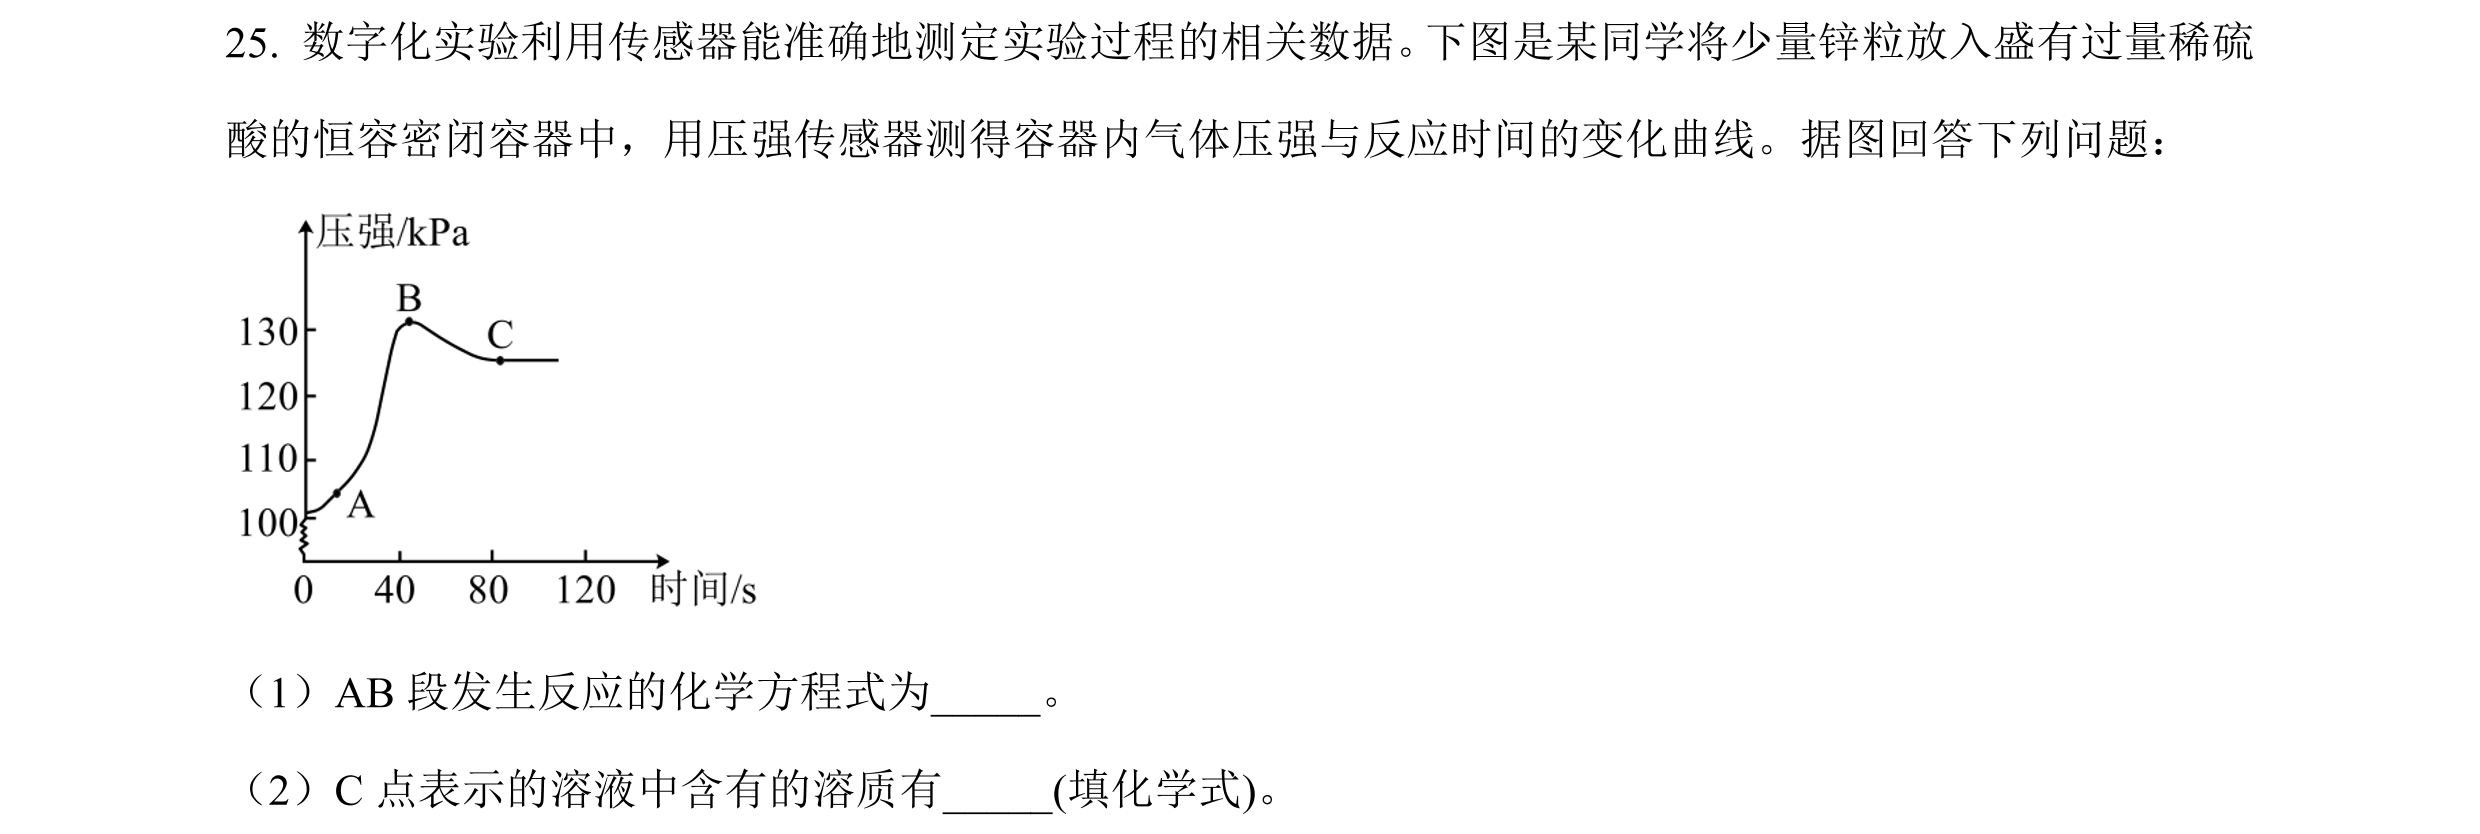 25. 数字化实验利用传感器能准确地测定实验过程的相关数据。下图是某同学将少量锌粒放入盛有过量稀硫
酸的恒容密闭容器中，用压强传感器测得容器内气体压强与反应时间的变化曲线。据图回答下列问题：
压强/kPa
B
130
C
120
110
A
100
0 40 80 120 时间/s
（1）AB 段发生反应的化学方程式为_____。
（2）C 点表示的溶液中含有的溶质有_____(填化学式)。